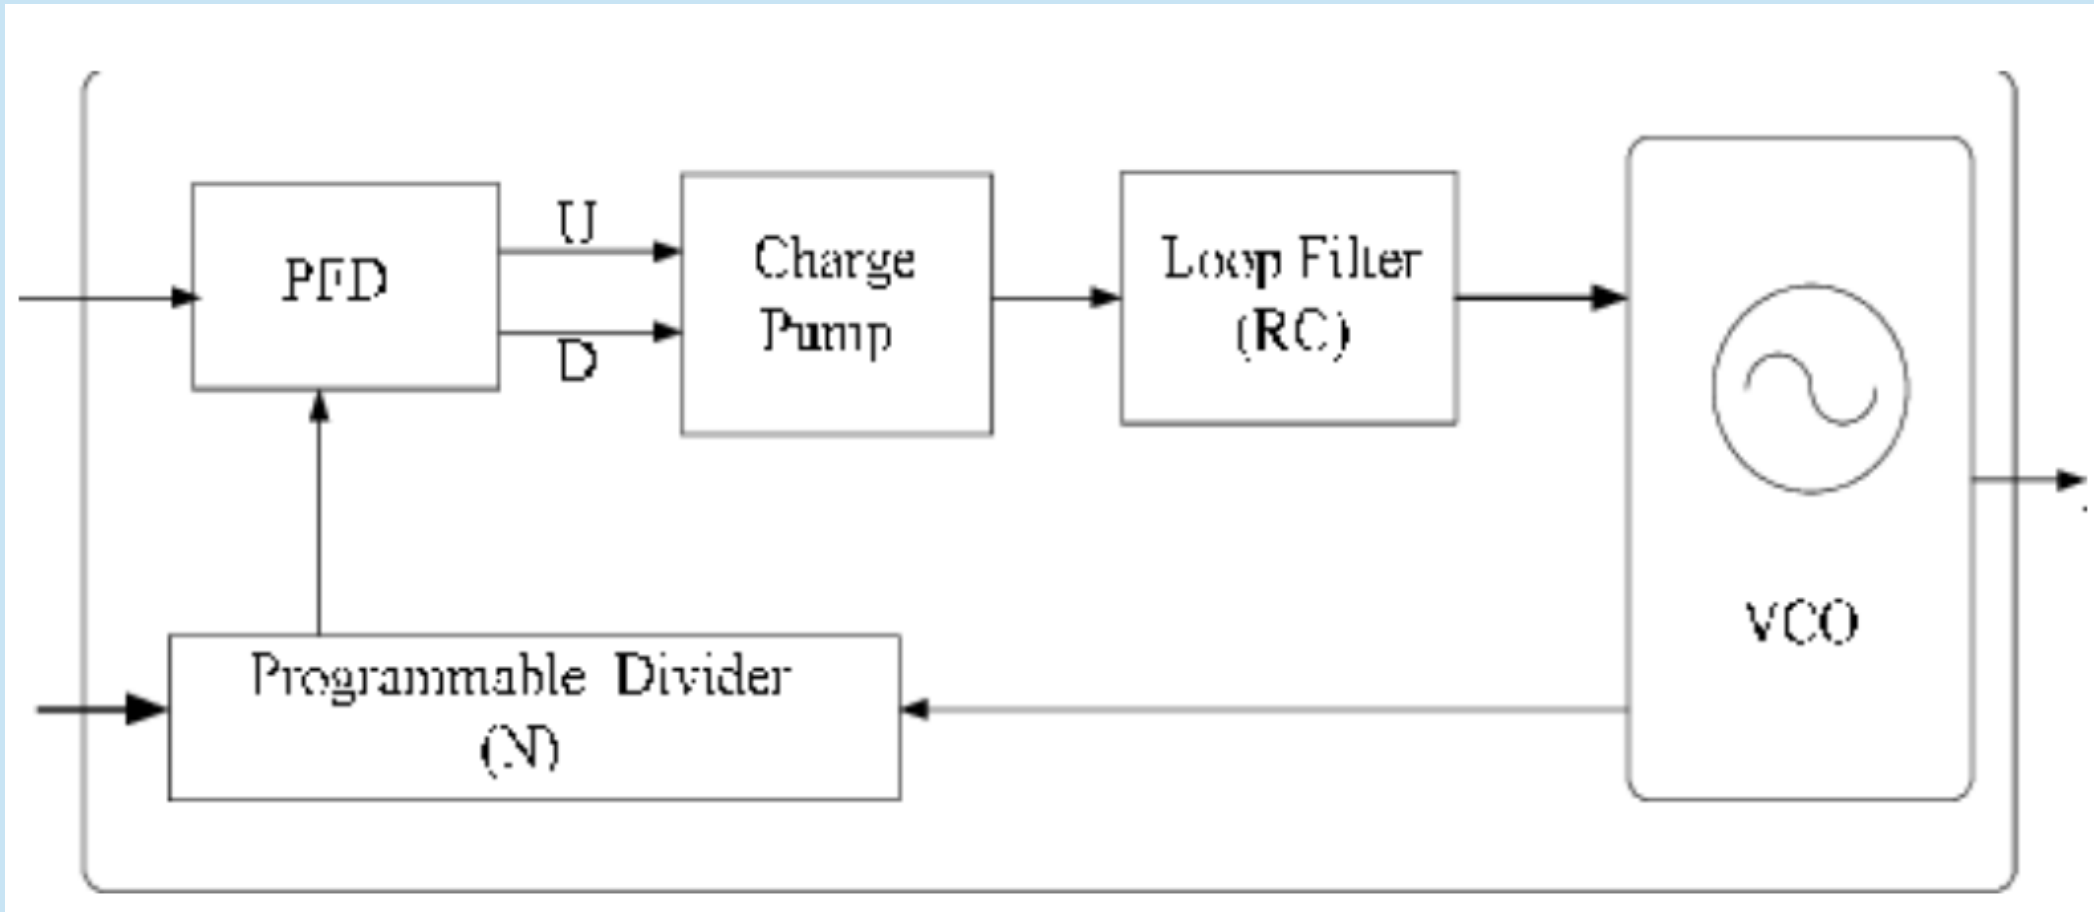 PFD
U
D
Charge
Pump
Loop Filter
(RC)
VCO
Programmable Divider
(N)